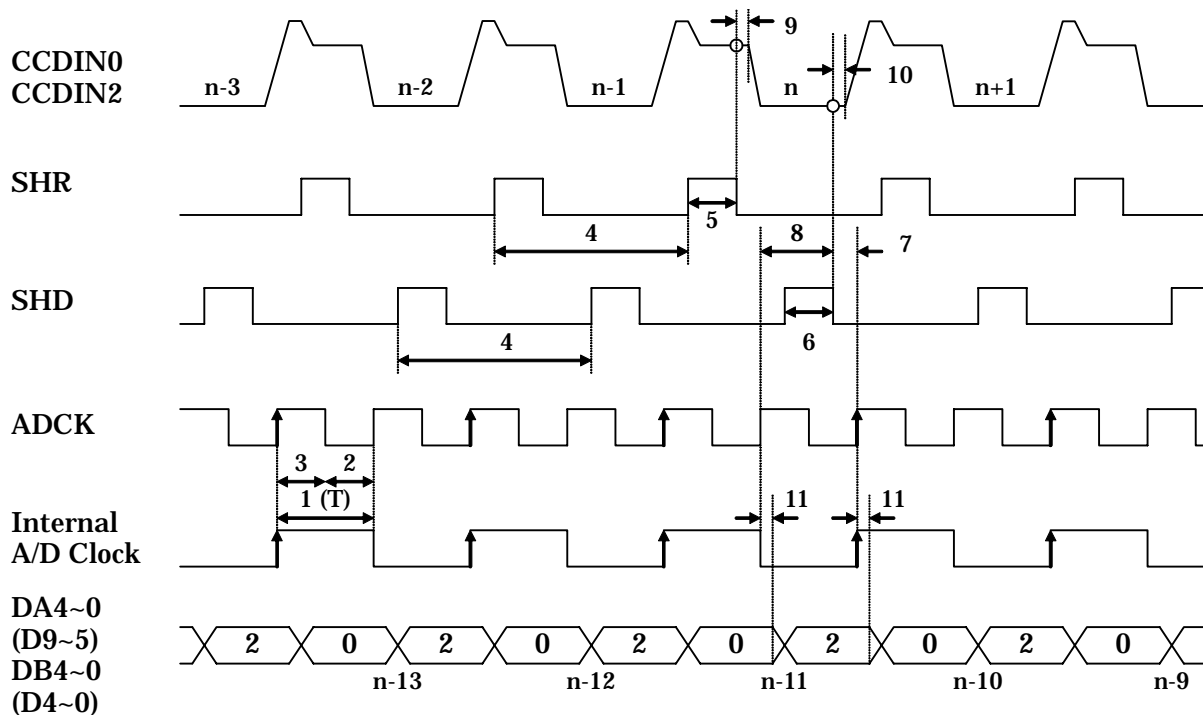 CCDIN0
CCDIN2
n-3 n-2 n-1 n n+1
9
10
SHR
5
4
8
7
SHD
6
4
ADCK
3 2
1 (T)
11 11
Internal
A/D Clock
DA4~0
(D9~5)
DB4~0
(D4~0)
2 0 2 0 2 0 2 0 2 0
n-13 n-12 n-11 n-10 n-9